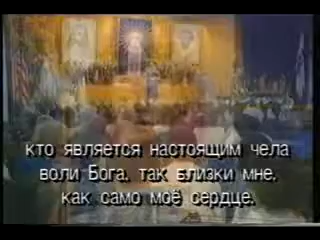 кто является настоящим чела
воли Бога, так близки мне,
как само моё сердце.